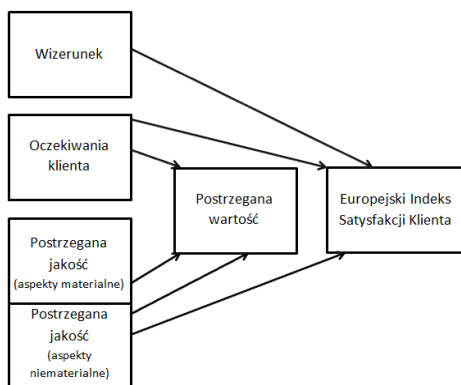 Wizerunek
Oczekiwania
klienta
Postrzegana
wartość
Europejski Indeks
Satysfakcji Klienta
Postrzegana
jakość
(aspekty materialne)
Postrzegana
jakość
(aspekty
niematerialne)